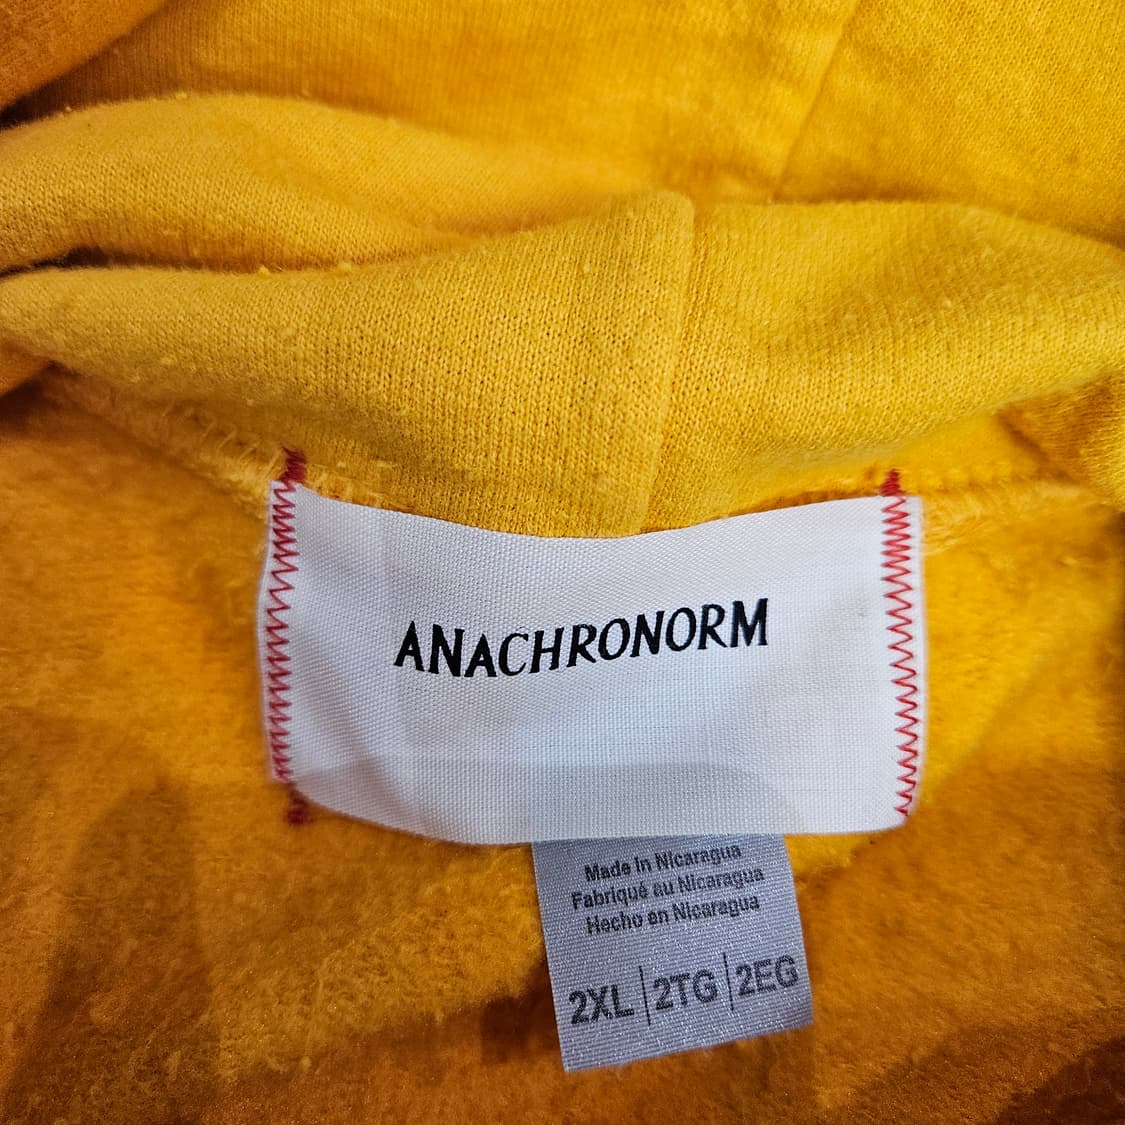 ANACHRONORM
Made in Nicaragua
Fabriqué au Nicaragua
Hecho en Nicaragua
2XL | 2TG | 2EG